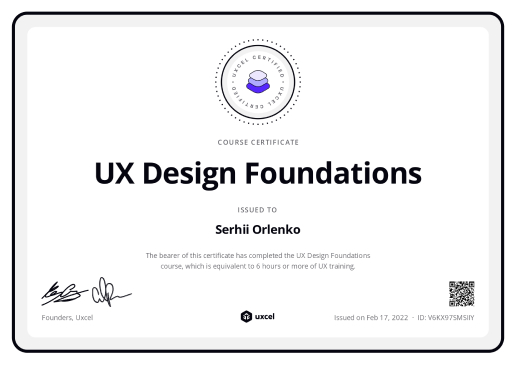 UXCEL CERTIFIED • UXCEL CERTIFIED •
COURSE CERTIFICATE
UX Design Foundations
ISSUED TO
Serhii Orlenko
The bearer of this certificate has completed the UX Design Foundations
course, which is equivalent to 6 hours or more of UX training.
Founders, Uxcel
uxcel
Issued on Feb 17, 2022 · ID: V6KX975MSIIY